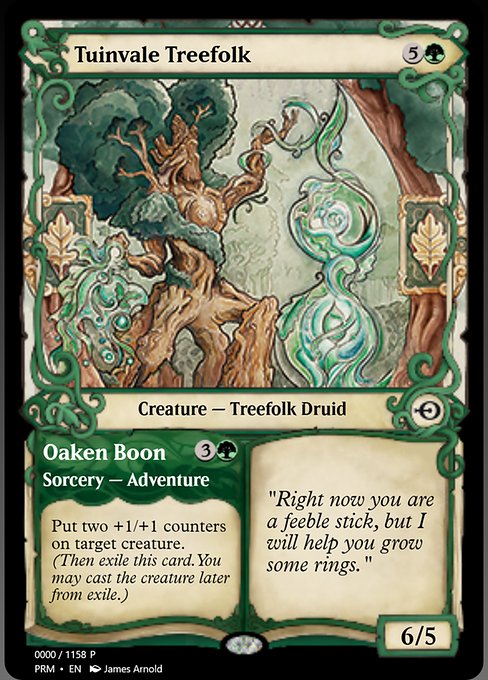 Tuinvale Treefolk 5
Creature — Treefolk Druid
Oaken Boon 3
Sorcery — Adventure
Put two +1/+1 counters
on target creature.
(Then exile this card. You
may cast the creature later
from exile.)
"Right now you are
a feeble stick, but I
will help you grow
some rings."
6/5
0000 / 1158 P
PRM • EN James Arnold